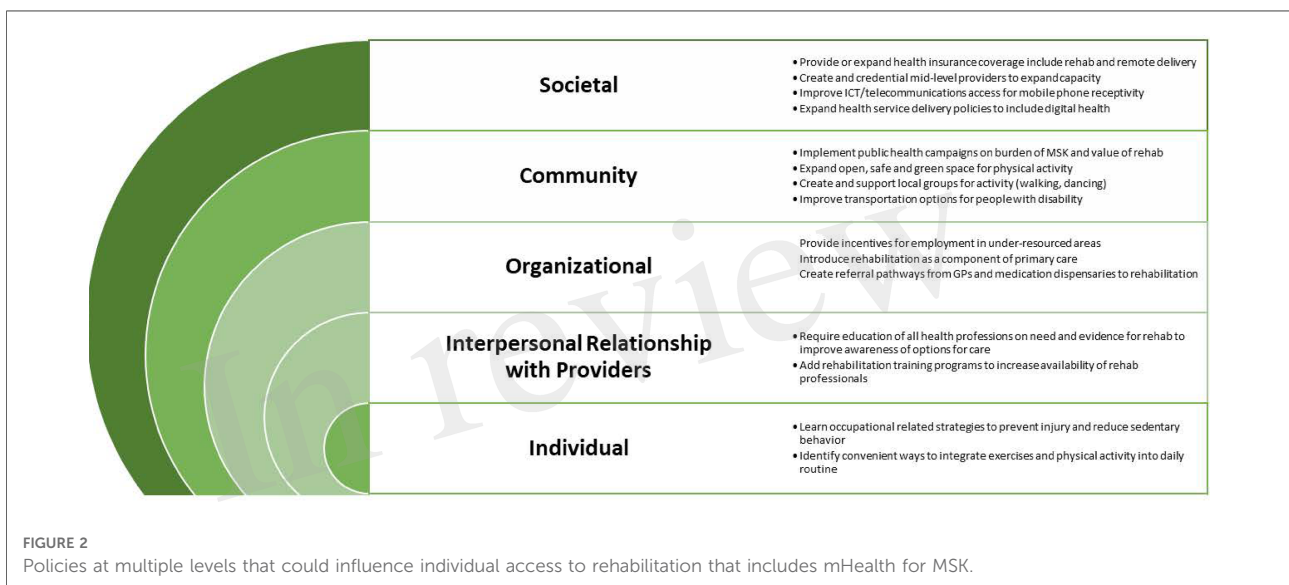 Societal
• Provide or expand health insurance coverage include rehab and remote delivery
• Create and credential mid-level providers to expand capacity
• Improve ICT/telecommunications access for mobile phone receptivity
• Expand health service delivery policies to include digital health
Community
• Implement public health campaigns on burden of MSK and value of rehab
• Expand open, safe and green space for physical activity
• Create and support local groups for activity (walking, dancing)
• Improve transportation options for people with disability
Organizational
Provide incentives for employment in under-resourced areas
Introduce rehabilitation as a component of primary care
Create referral pathways from GPs and medication dispensaries to rehabilitation
Interpersonal Relationship
with Providers
• Require education of all health professions on need and evidence for rehab to
improve awareness of options for care
• Add rehabilitation training programs to increase availability of rehab
professionals
Individual
• Learn occupational related strategies to prevent injury and reduce sedentary
behavior
• Identify convenient ways to integrate exercises and physical activity into daily
routine
In review
FIGURE 2
Policies at multiple levels that could influence individual access to rehabilitation that includes mHealth for MSK.